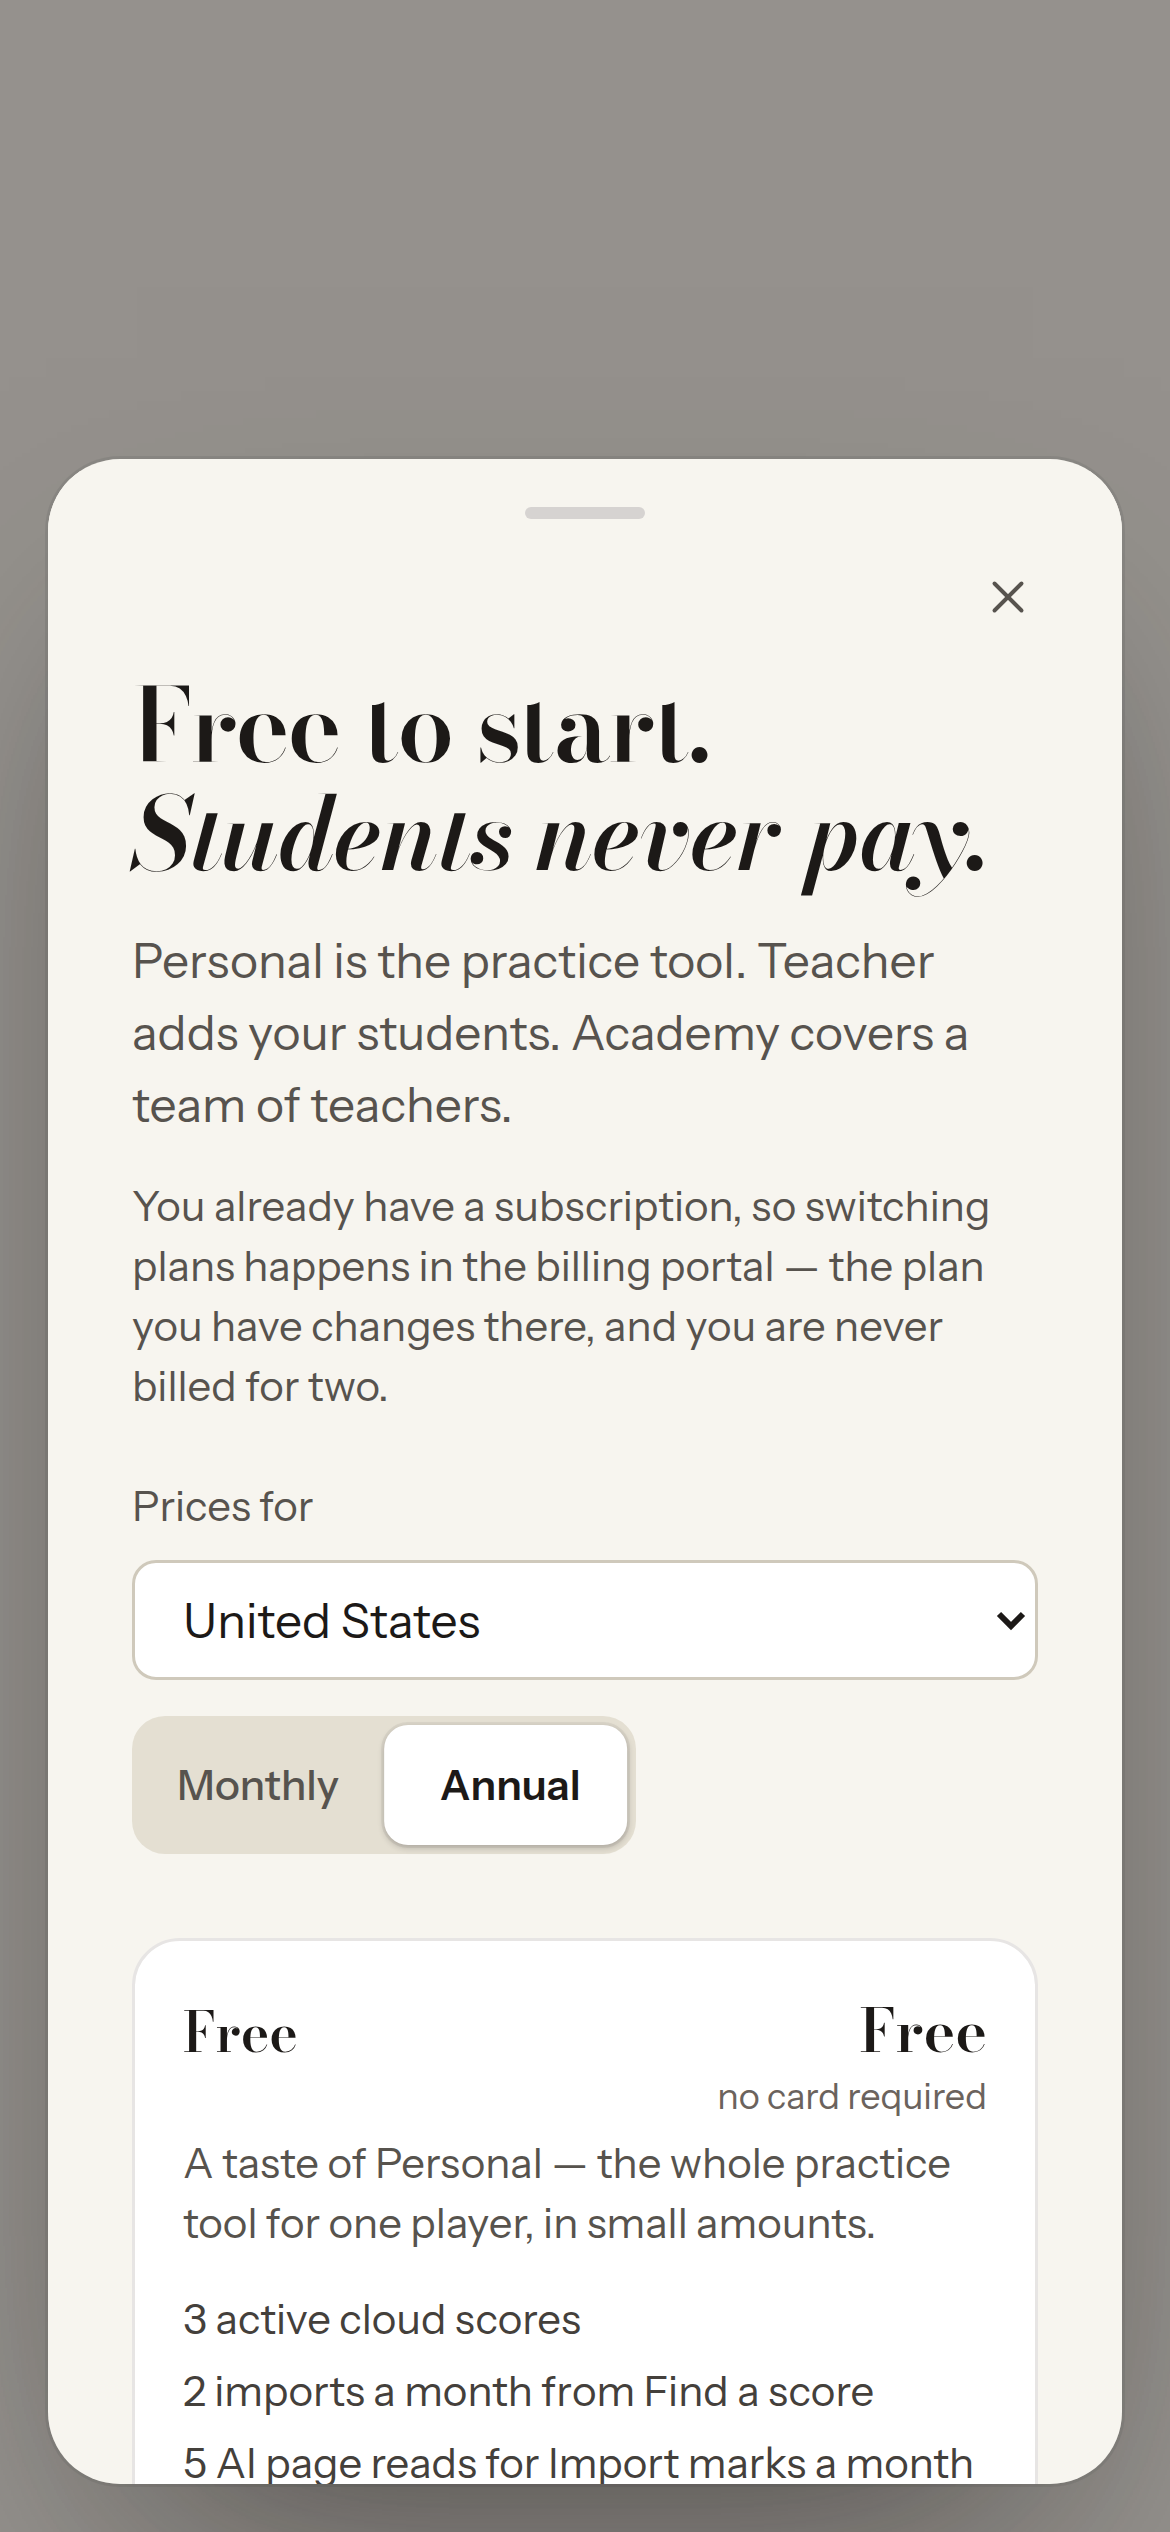 Free to start.
Students never pay.
Personal is the practice tool. Teacher
adds your students. Academy covers a
team of teachers.
You already have a subscription, so switching
plans happens in the billing portal — the plan
you have changes there, and you are never
billed for two.
Prices for
United States
Monthly Annual
Free Free
no card required
A taste of Personal — the whole practice
tool for one player, in small amounts.
3 active cloud scores
2 imports a month from Find a score
5 AI page reads for Import marks a month